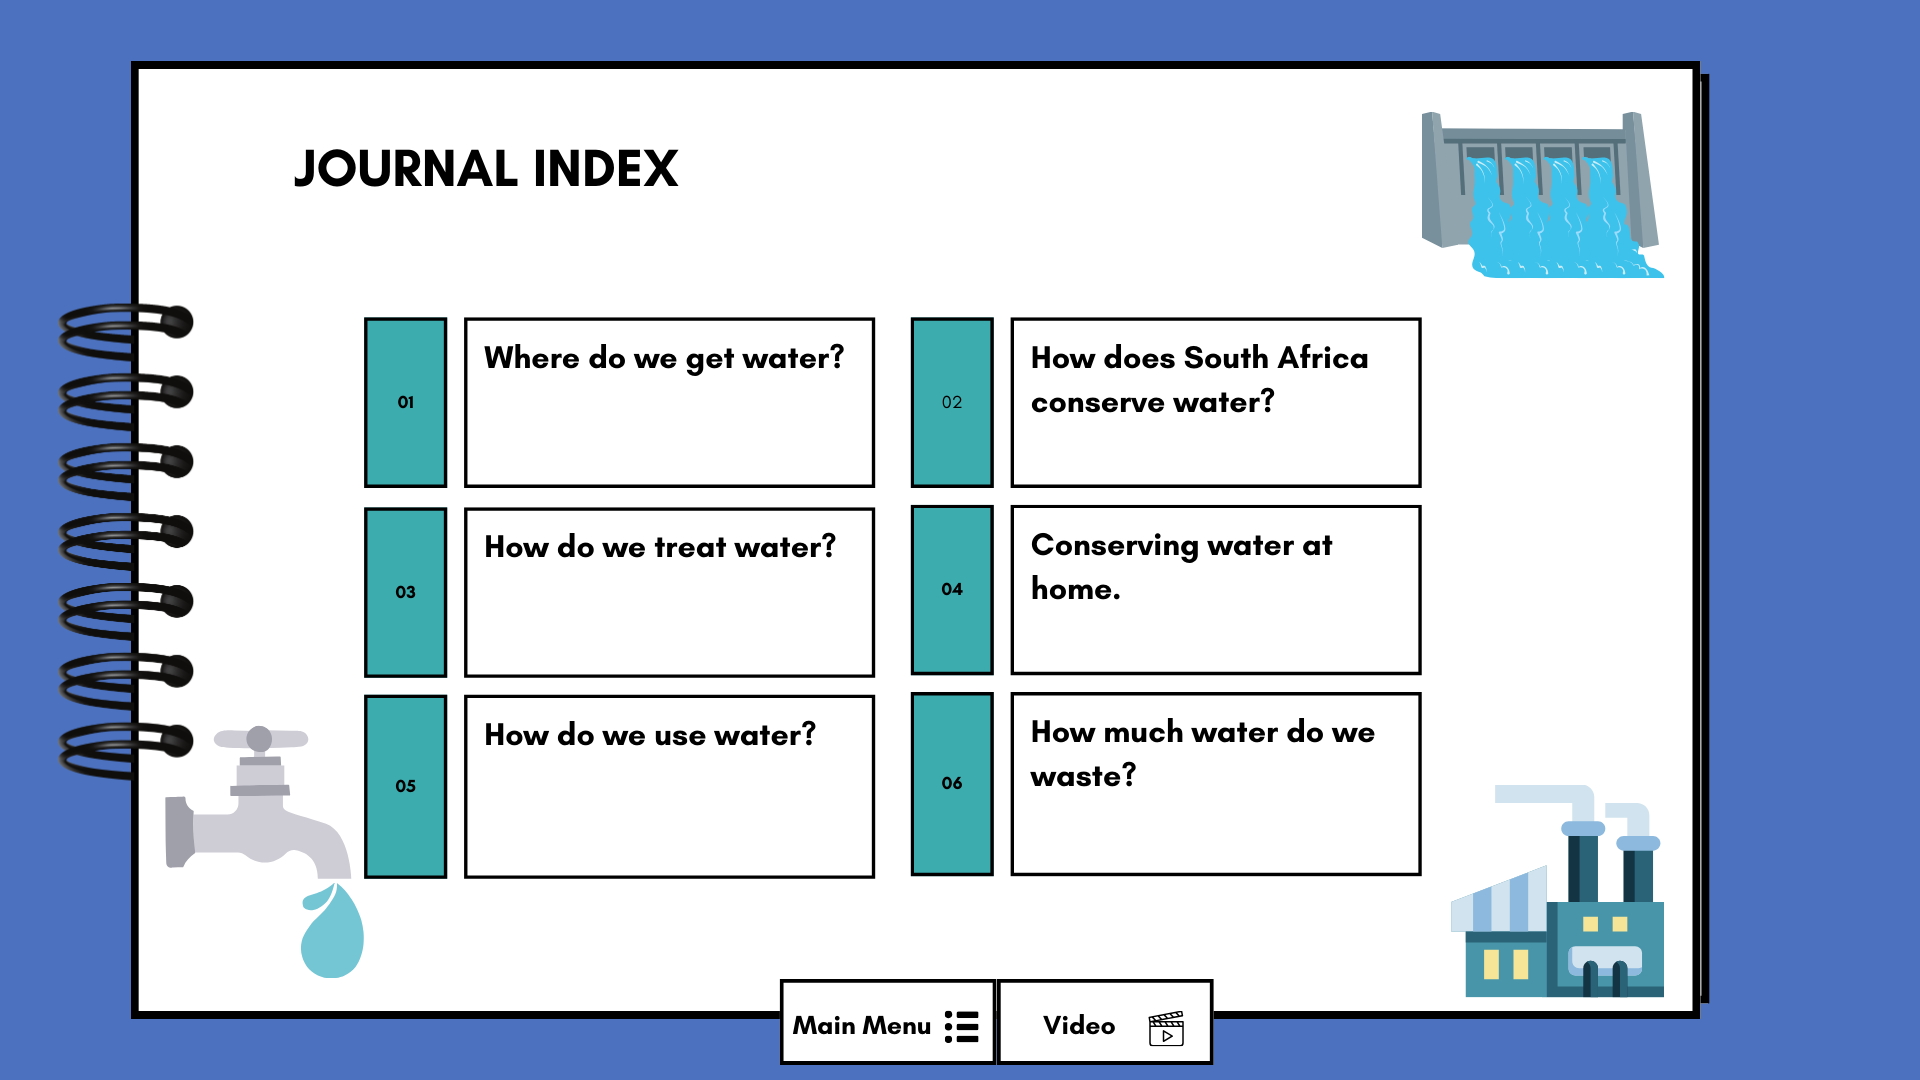 JOURNAL INDEX
01
Where do we get water?
02
How does South Africa
conserve water?
03
How do we treat water?
04
Conserving water at
home.
05
How do we use water?
06
How much water do we
waste?
Main Menu
Video